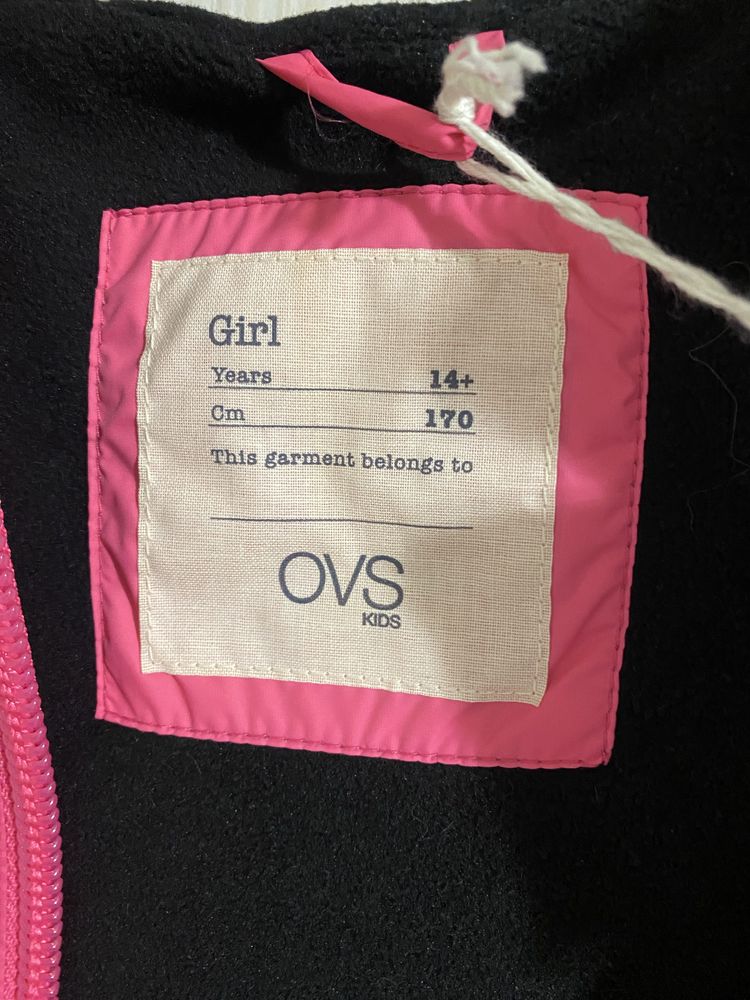 Girl
Years 14+
Cm 170
This garment belongs to
OVS
KIDS